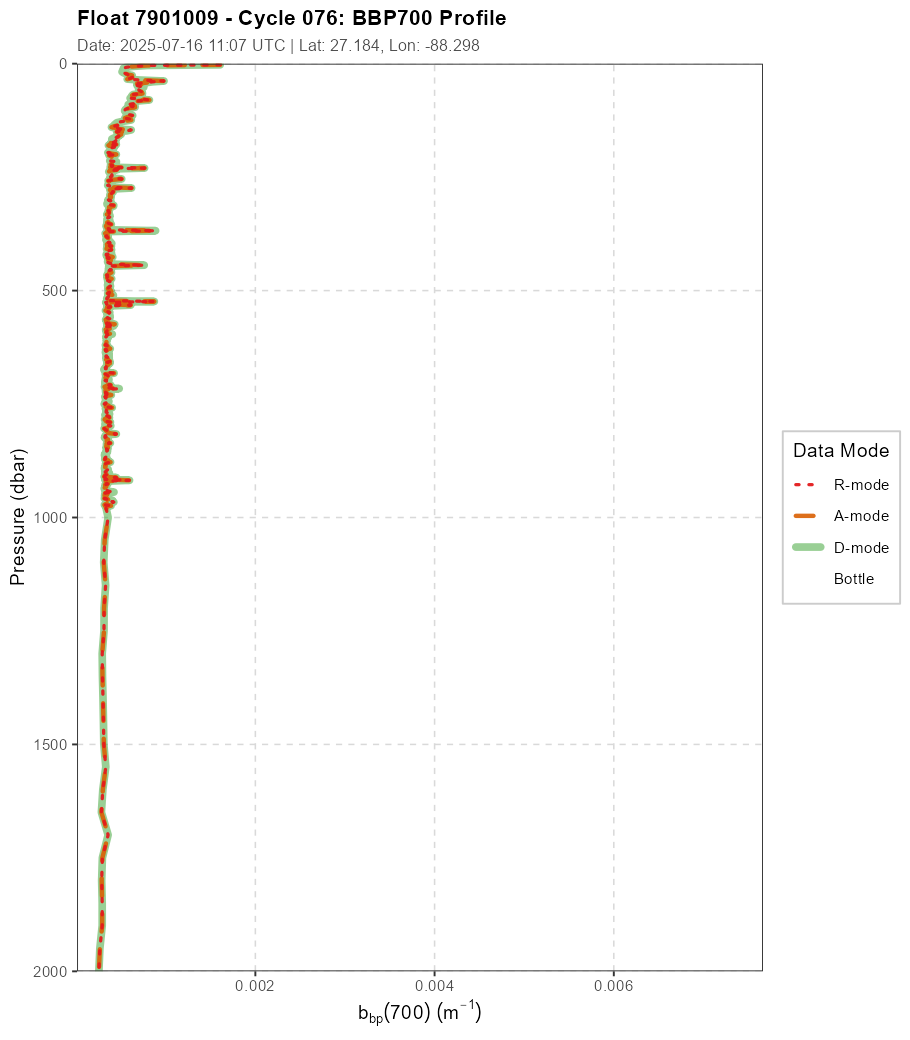 Float 7901009 - Cycle 076: BBP700 Profile
Date: 2025-07-16 11:07 UTC | Lat: 27.184, Lon: -88.298
0
500
1000
1500
2000
Pressure (dbar)
0.002
0.004
0.006
b_bp(700) (m⁻¹)
Data Mode
R-mode
A-mode
D-mode
Bottle